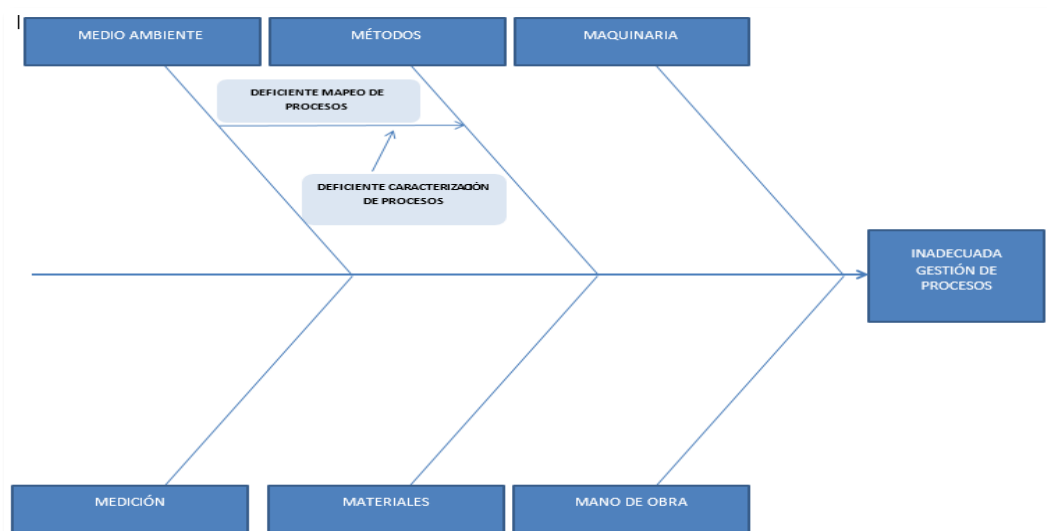 MEDIO AMBIENTE
MÉTODOS
MAQUINARIA
DEFICIENTE MAPEO DE
PROCESOS
DEFICIENTE CARACTERIZACIÓN
DE PROCESOS
INADECUADA
GESTIÓN DE
PROCESOS
MEDICIÓN
MATERIALES
MANO DE OBRA